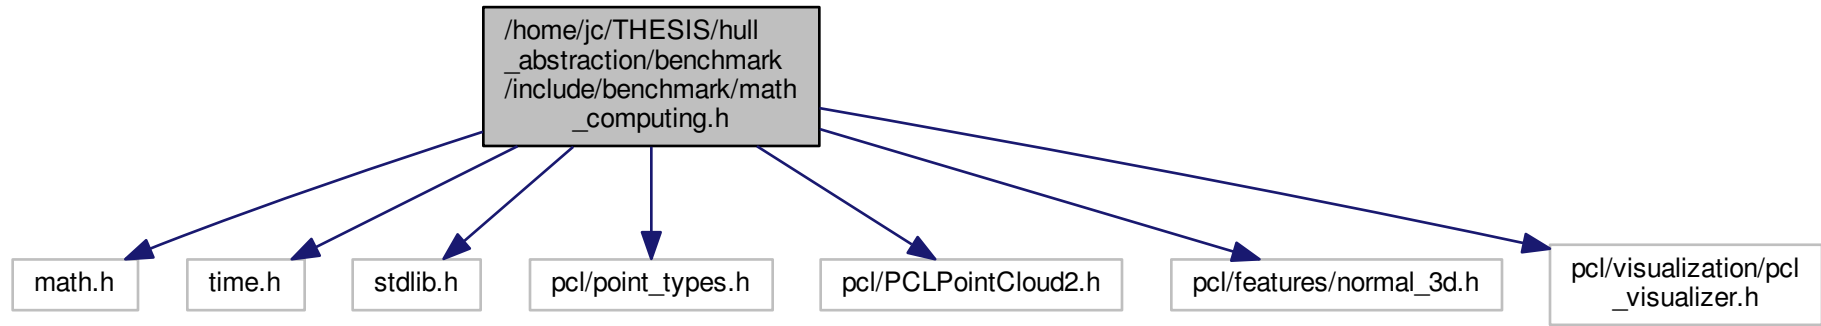 /home/jc/THESIS/hull
_abstraction/benchmark
/include/benchmark/math
_computing.h
math.h
time.h
stdlib.h
pcl/point_types.h
pcl/PCLPointCloud2.h
pcl/features/normal_3d.h
pcl/visualization/pcl
_visualizer.h